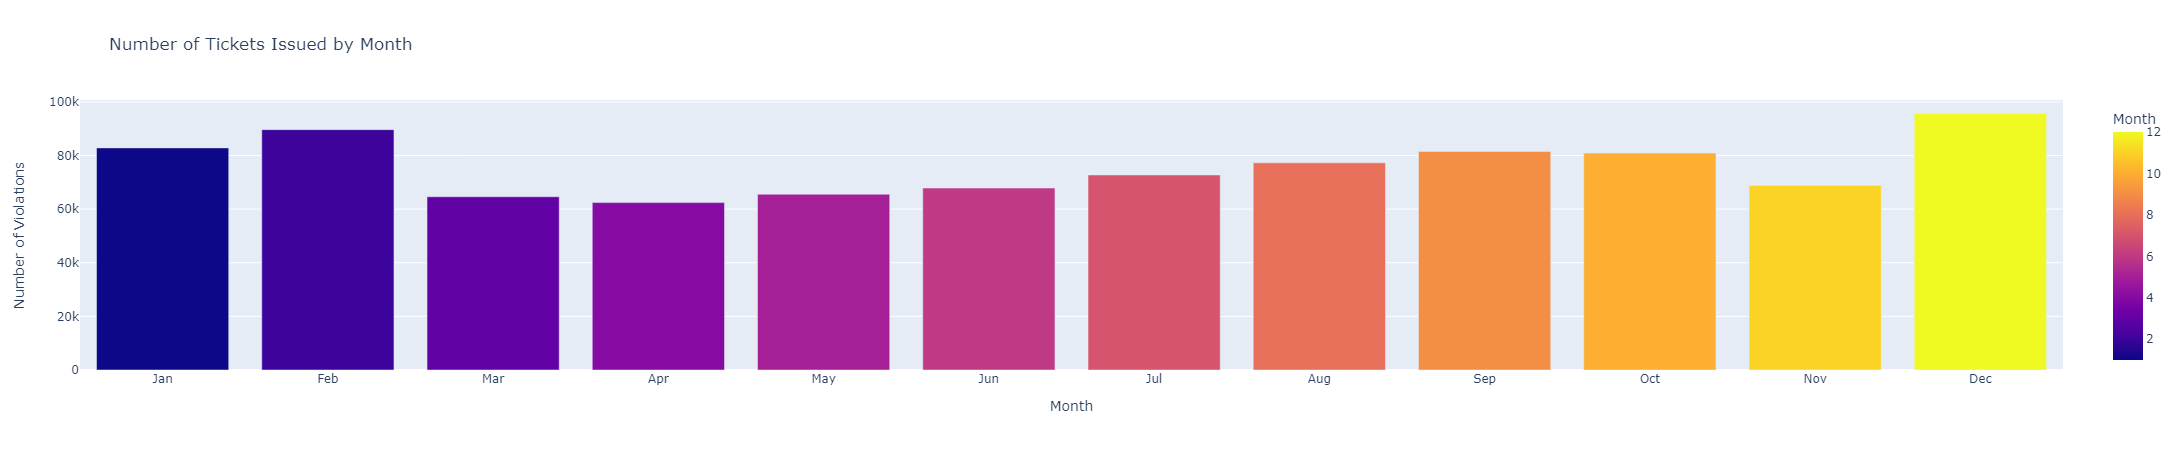 Number of Tickets Issued by Month
Number of Violations
100k
80k
60k
40k
20k
0
Jan Feb Mar Apr May Jun Jul Aug Sep Oct Nov Dec
Month
Month
12
10
8
6
4
2